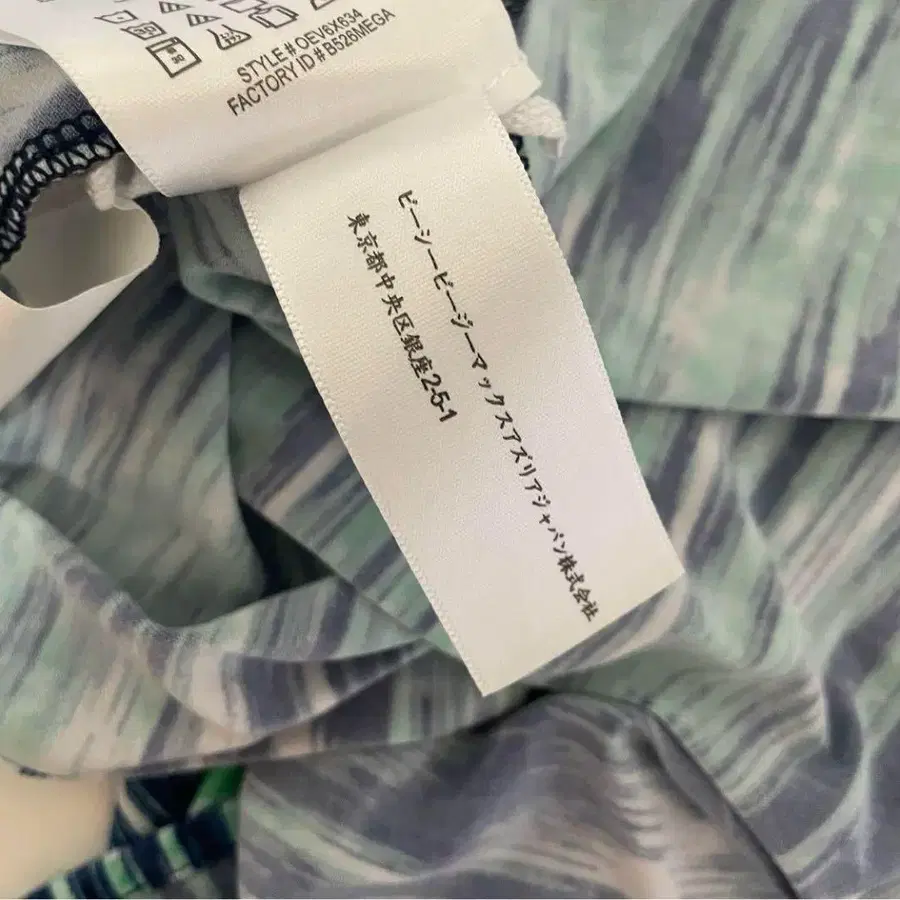 STYLE# OEV6X634
FACTORY ID# B526MEGA
ビーシービージーマックスアズリアジャパン株式会社
東京都中央区銀座2-5-1